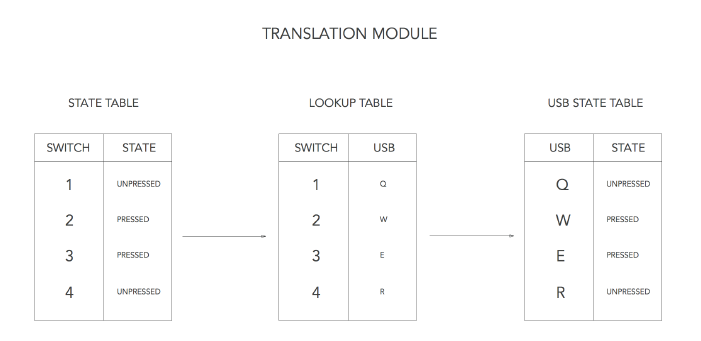 TRANSLATION MODULE
STATE TABLE
SWITCH STATE
1 UNPRESSED
2 PRESSED
3 PRESSED
4 UNPRESSED
LOOKUP TABLE
SWITCH USB
1 Q
2 W
3 E
4 R
USB STATE TABLE
USB STATE
Q UNPRESSED
W PRESSED
E PRESSED
R UNPRESSED